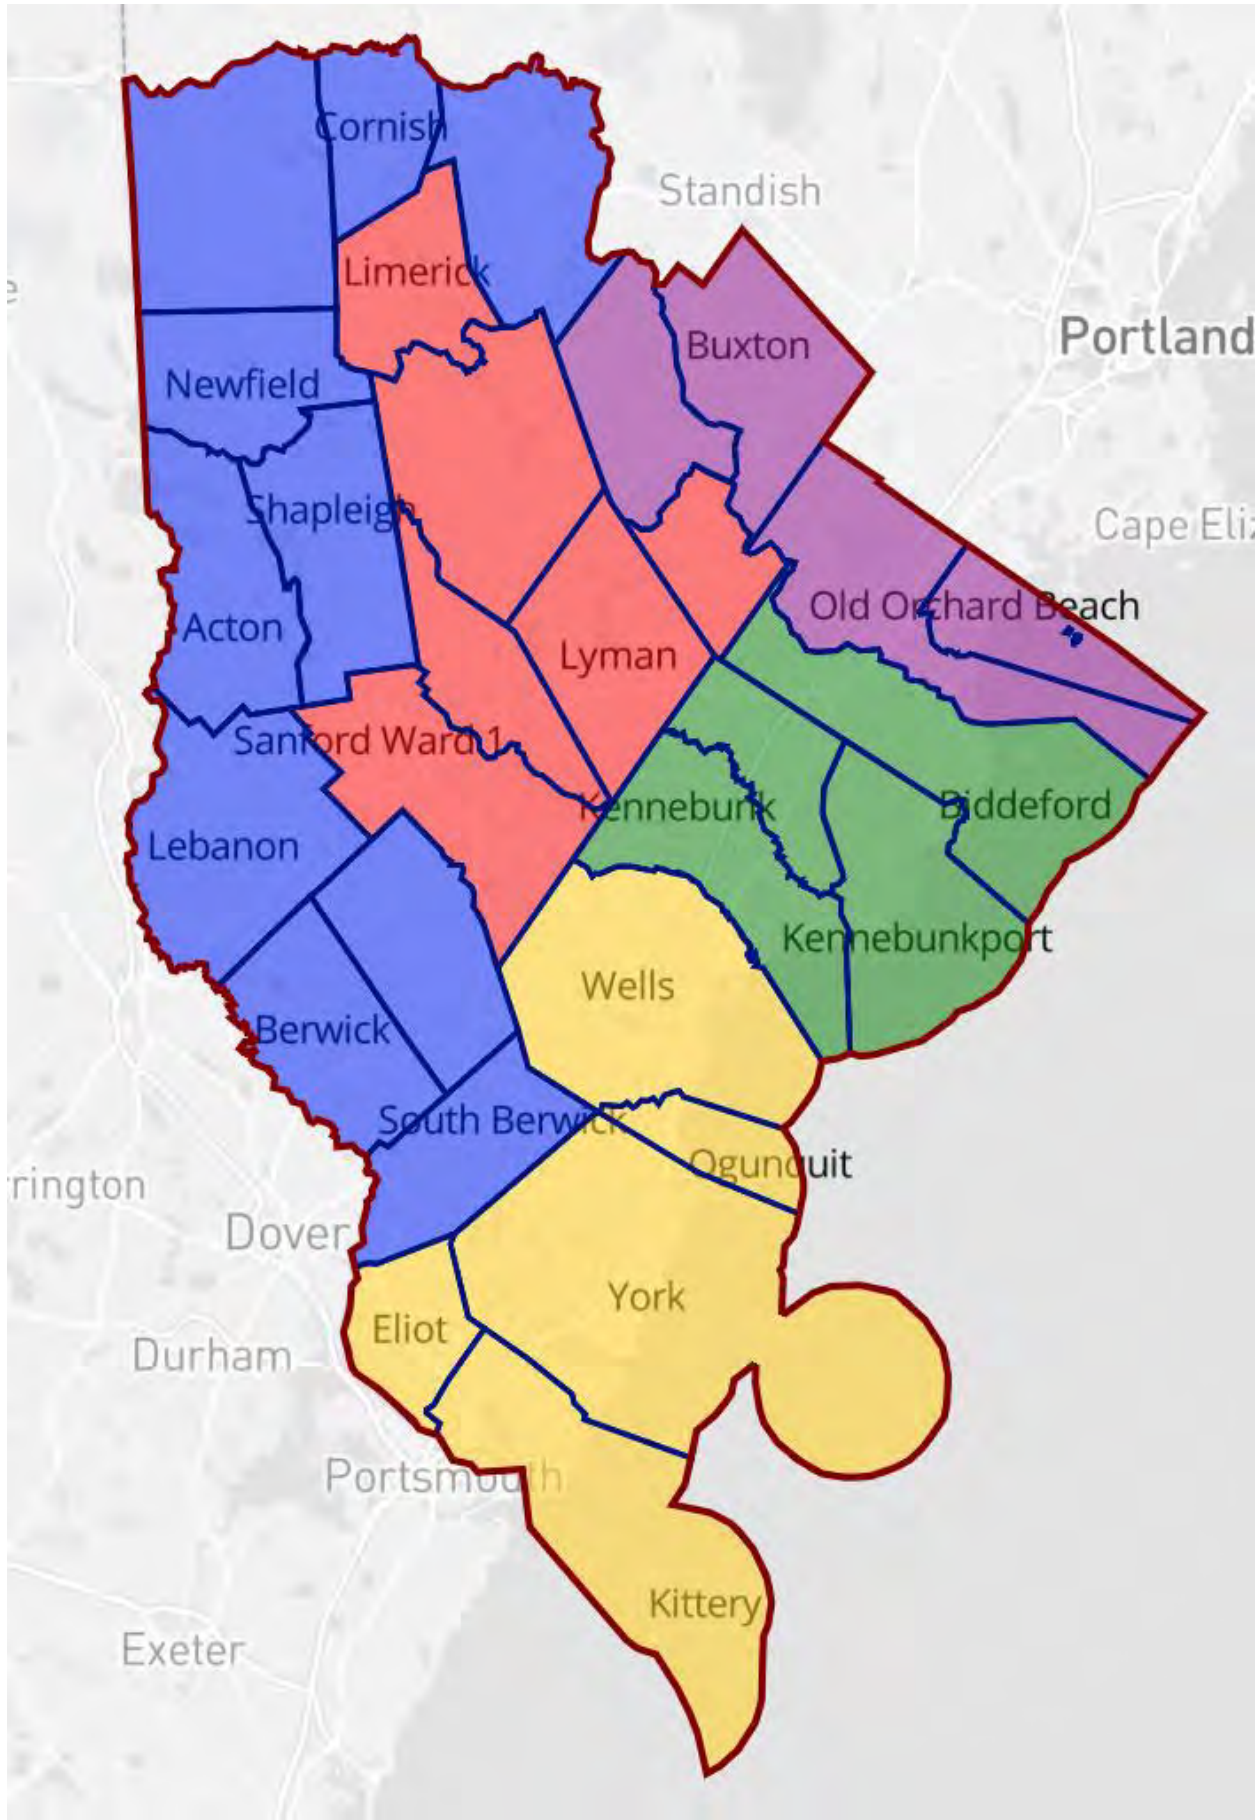 Cornish
Standish
Limerick
e
Buxton
Portland
Newfield
Shapleigh
Cape Eliz
Old Orchard Beach
Acton
Lyman
Sanford Ward 1
Kennebunk
Biddeford
Lebanon
Kennebunkport
Wells
Berwick
South Berwick
Ogunquit
rrington
Dover
York
Eliot
Durham
Portsmouth
Kittery
Exeter